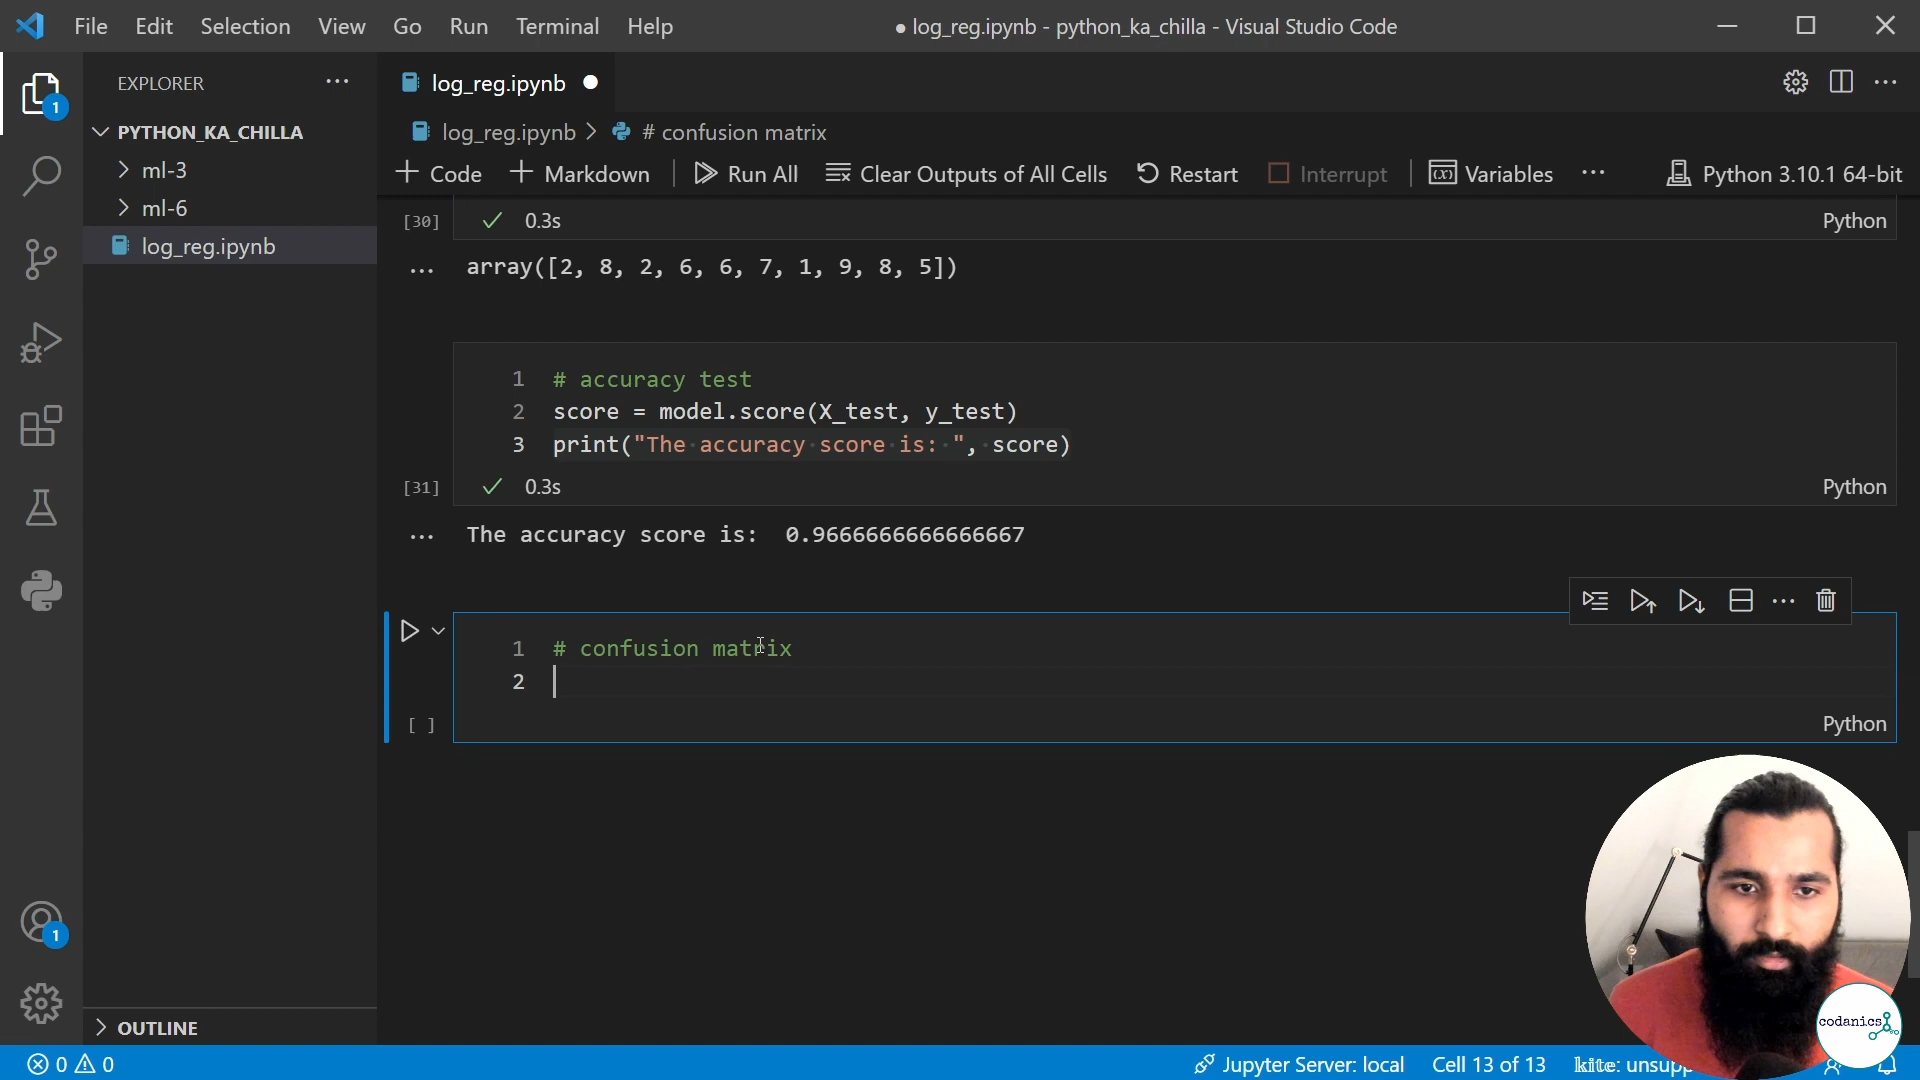 File Edit Selection View Go Run Terminal Help
● log_reg.ipynb - python_ka_chilla - Visual Studio Code
EXPLORER
1
PYTHON_KA_CHILLA
ml-3
ml-6
log_reg.ipynb
OUTLINE
1
log_reg.ipynb
log_reg.ipynb > # confusion matrix
+ Code + Markdown Run All Clear Outputs of All Cells Restart Interrupt Variables ... Python 3.10.1 64-bit
[30] 0.3s Python
... array([2, 8, 2, 6, 6, 7, 1, 9, 8, 5])
1 # accuracy test
2 score = model.score(X_test, y_test)
3 print("The accuracy score is: ", score)
[31] 0.3s Python
... The accuracy score is:  0.9666666666666667
1 # confusion matrix
2
[ ] Python
codanics
0 0 Jupyter Server: local Cell 13 of 13 kite: unsupp